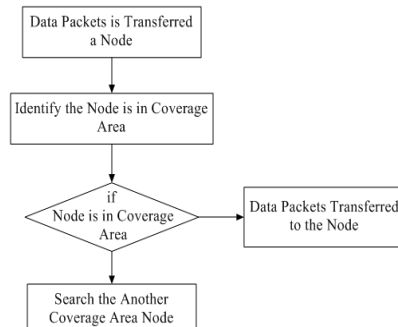 Data Packets is Transferred
a Node
Identify the Node is in Coverage
Area
if
Node is in Coverage
Area
Data Packets Transferred
to the Node
Search the Another
Coverage Area Node